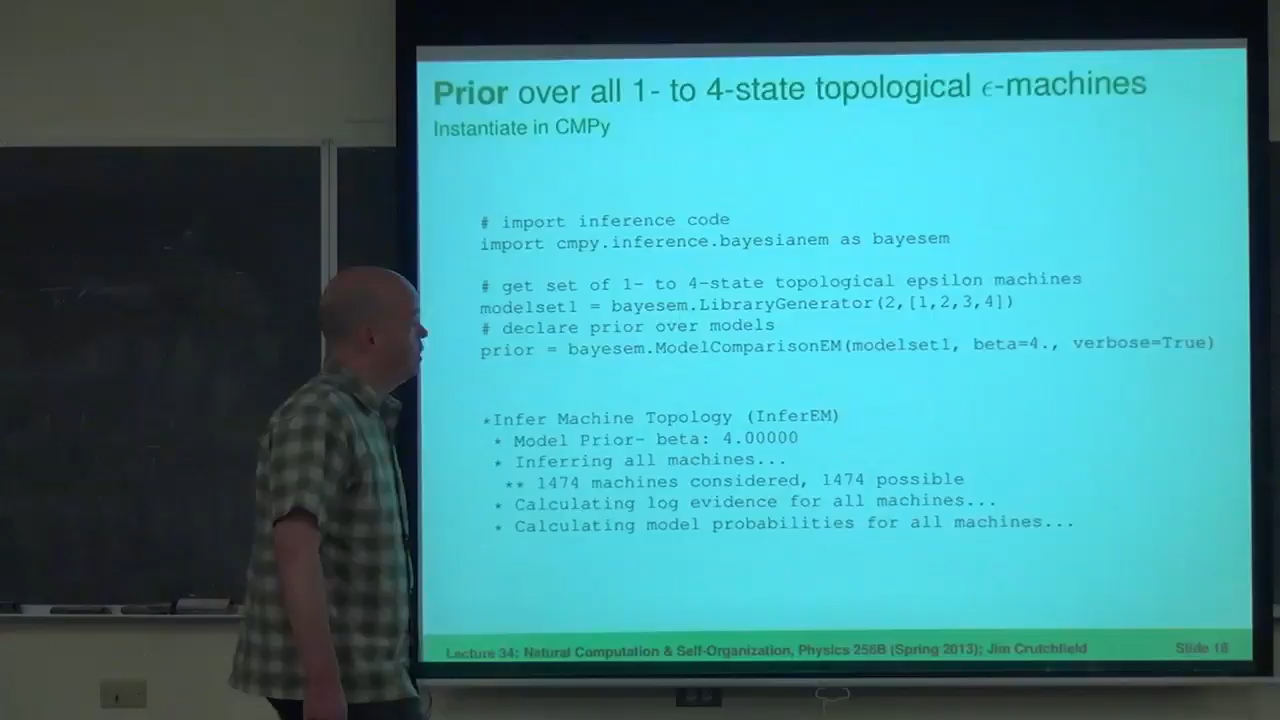 Prior over all 1- to 4-state topological ϵ-machines
Instantiate in CMPy
# import inference code
import cmpy.inference.bayesianem as bayesem
# get set of 1- to 4-state topological epsilon machines
modelset1 = bayesem.LibraryGenerator(2,[1,2,3,4])
# declare prior over models
prior = bayesem.ModelComparisonEM(modelset1, beta=4., verbose=True)
*Infer Machine Topology (InferEM)
* Model Prior- beta: 4.00000
* Inferring all machines...
** 1474 machines considered, 1474 possible
* Calculating log evidence for all machines...
* Calculating model probabilities for all machines...
Lecture 34: Natural Computation & Self-Organization, Physics 256B (Spring 2013); Jim Crutchfield Slide 18